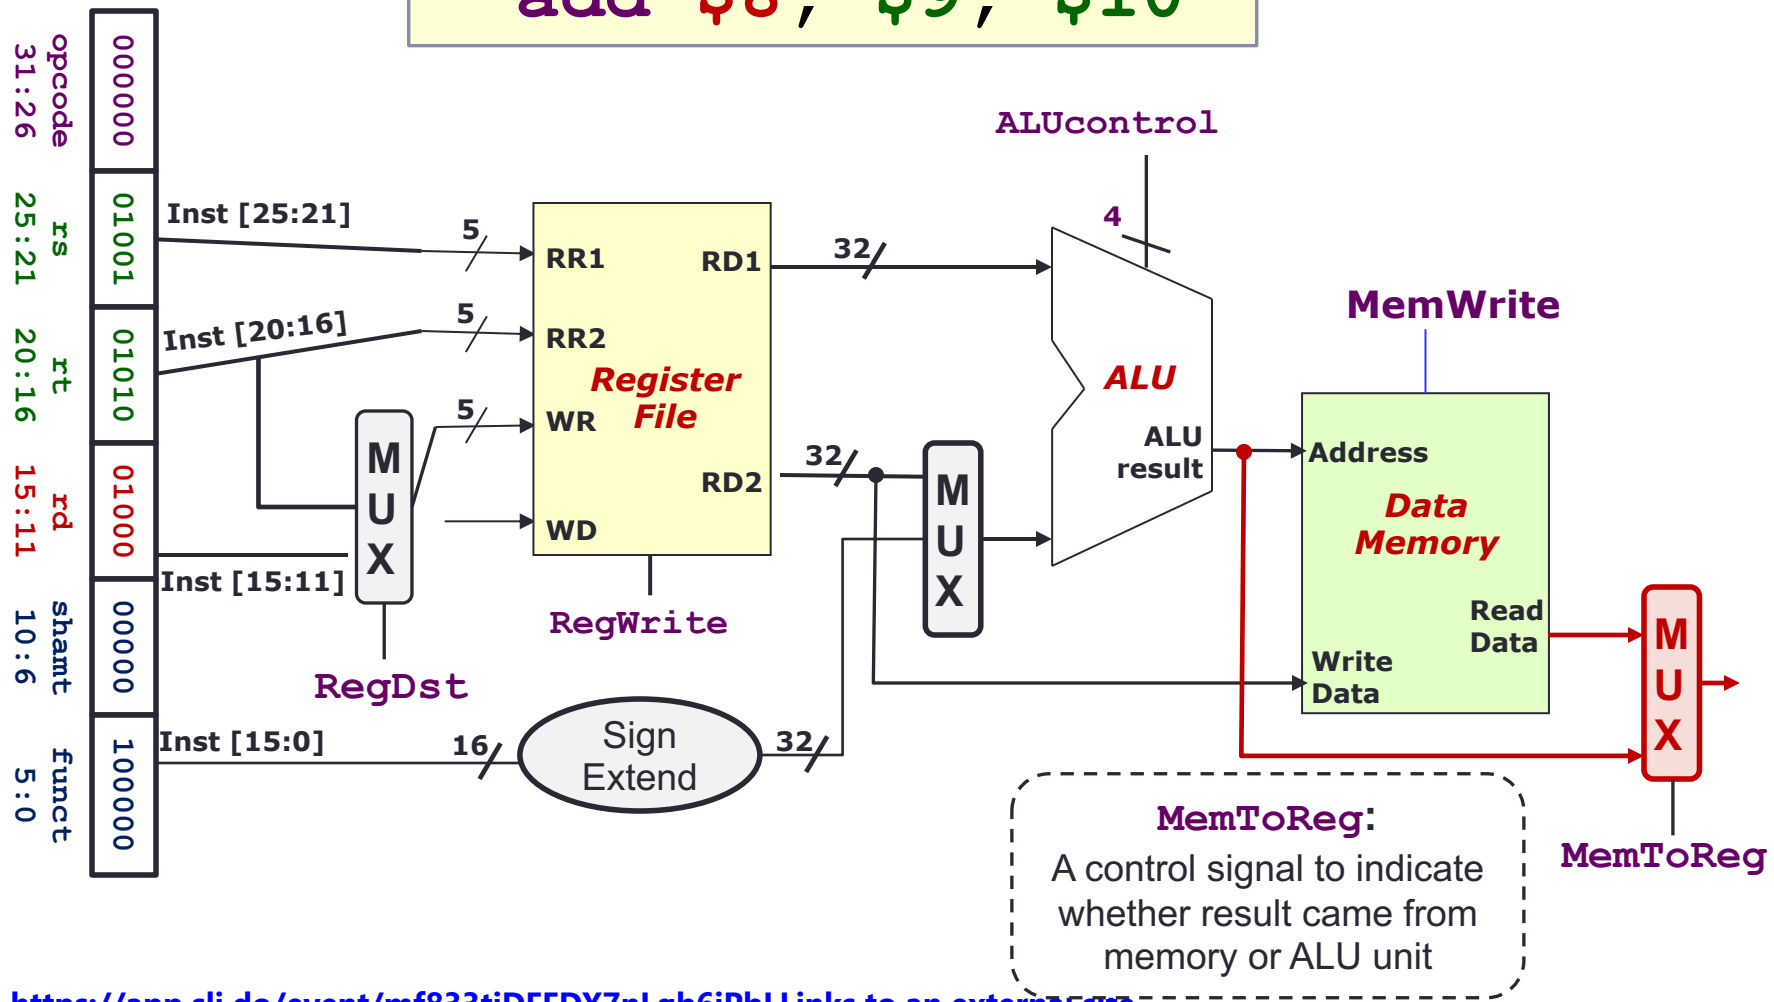 add $8, $9, $10
opcode
31:26
000000
rs
25:21
01001
rt
20:16
01010
rd
15:11
01000
shamt
10:6
00000
funct
5:0
100000
Inst [25:21]
5
Inst [20:16]
5
5
Inst [15:11]
Inst [15:0]
16
M
U
X
RegDst
RR1
RR2
WR
WD
RD1
RD2
Register
File
RegWrite
Sign
Extend
32
32
32
M
U
X
ALUcontrol
4
ALU
ALU
result
MemWrite
Address
Data
Memory
Read
Data
Write
Data
M
U
X
MemToReg
MemToReg:
A control signal to indicate
whether result came from
memory or ALU unit